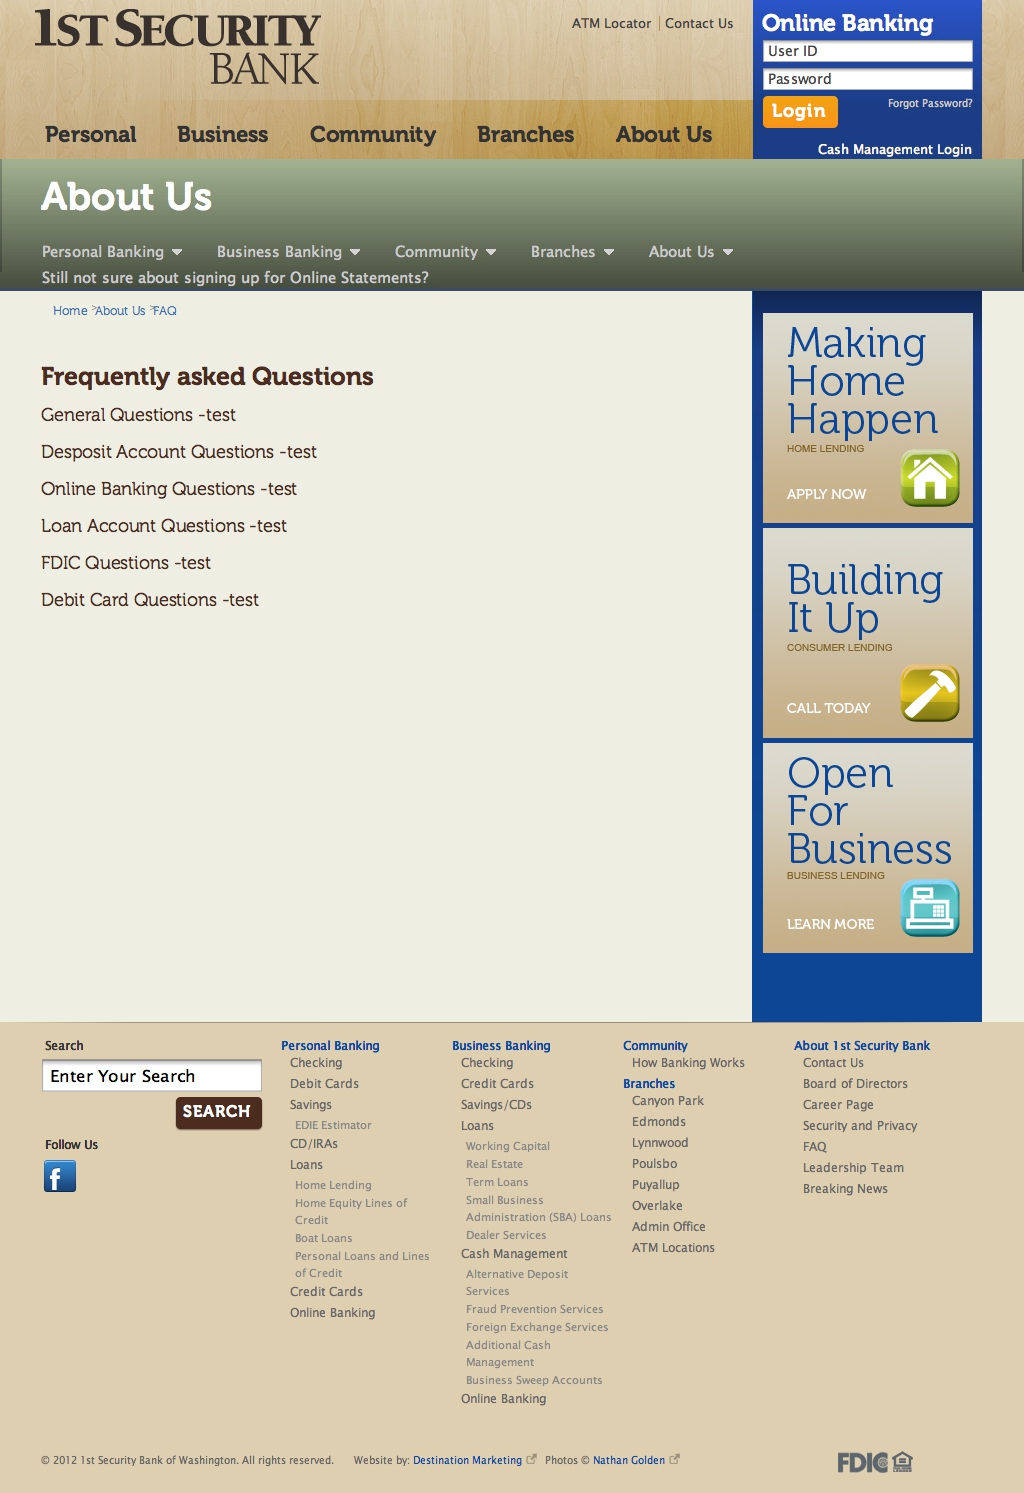 1ST SECURITY
BANK
ATM Locator
Contact Us
Online Banking
User ID
Password
Login
Forgot Password?
Cash Management Login
Personal
Business
Community
Branches
About Us
About Us
Personal Banking
Business Banking
Community
Branches
About Us
Still not sure about signing up for Online Statements?
Home > About Us > FAQ
Frequently asked Questions
General Questions -test
Desposit Account Questions -test
Online Banking Questions -test
Loan Account Questions -test
FDIC Questions -test
Debit Card Questions -test
Making
Home
Happen
HOME LENDING
APPLY NOW
Building
It Up
CONSUMER LENDING
CALL TODAY
Open
For
Business
BUSINESS LENDING
LEARN MORE
Search
Enter Your Search
SEARCH
Follow Us
f
Personal Banking
Checking
Debit Cards
Savings
EDIE Estimator
CD/IRAs
Loans
Home Lending
Home Equity Lines of
Credit
Boat Loans
Personal Loans and Lines
of Credit
Credit Cards
Online Banking
Business Banking
Checking
Credit Cards
Savings/CDs
Loans
Working Capital
Real Estate
Term Loans
Small Business
Administration (SBA) Loans
Dealer Services
Cash Management
Alternative Deposit
Services
Fraud Prevention Services
Foreign Exchange Services
Additional Cash
Management
Business Sweep Accounts
Online Banking
Community
How Banking Works
Branches
Canyon Park
Edmonds
Lynnwood
Poulsbo
Puyallup
Overlake
Admin Office
ATM Locations
About 1st Security Bank
Contact Us
Board of Directors
Career Page
Security and Privacy
FAQ
Leadership Team
Breaking News
© 2012 1st Security Bank of Washington. All rights reserved.
Website by: Destination Marketing
Photos © Nathan Golden
FDIC